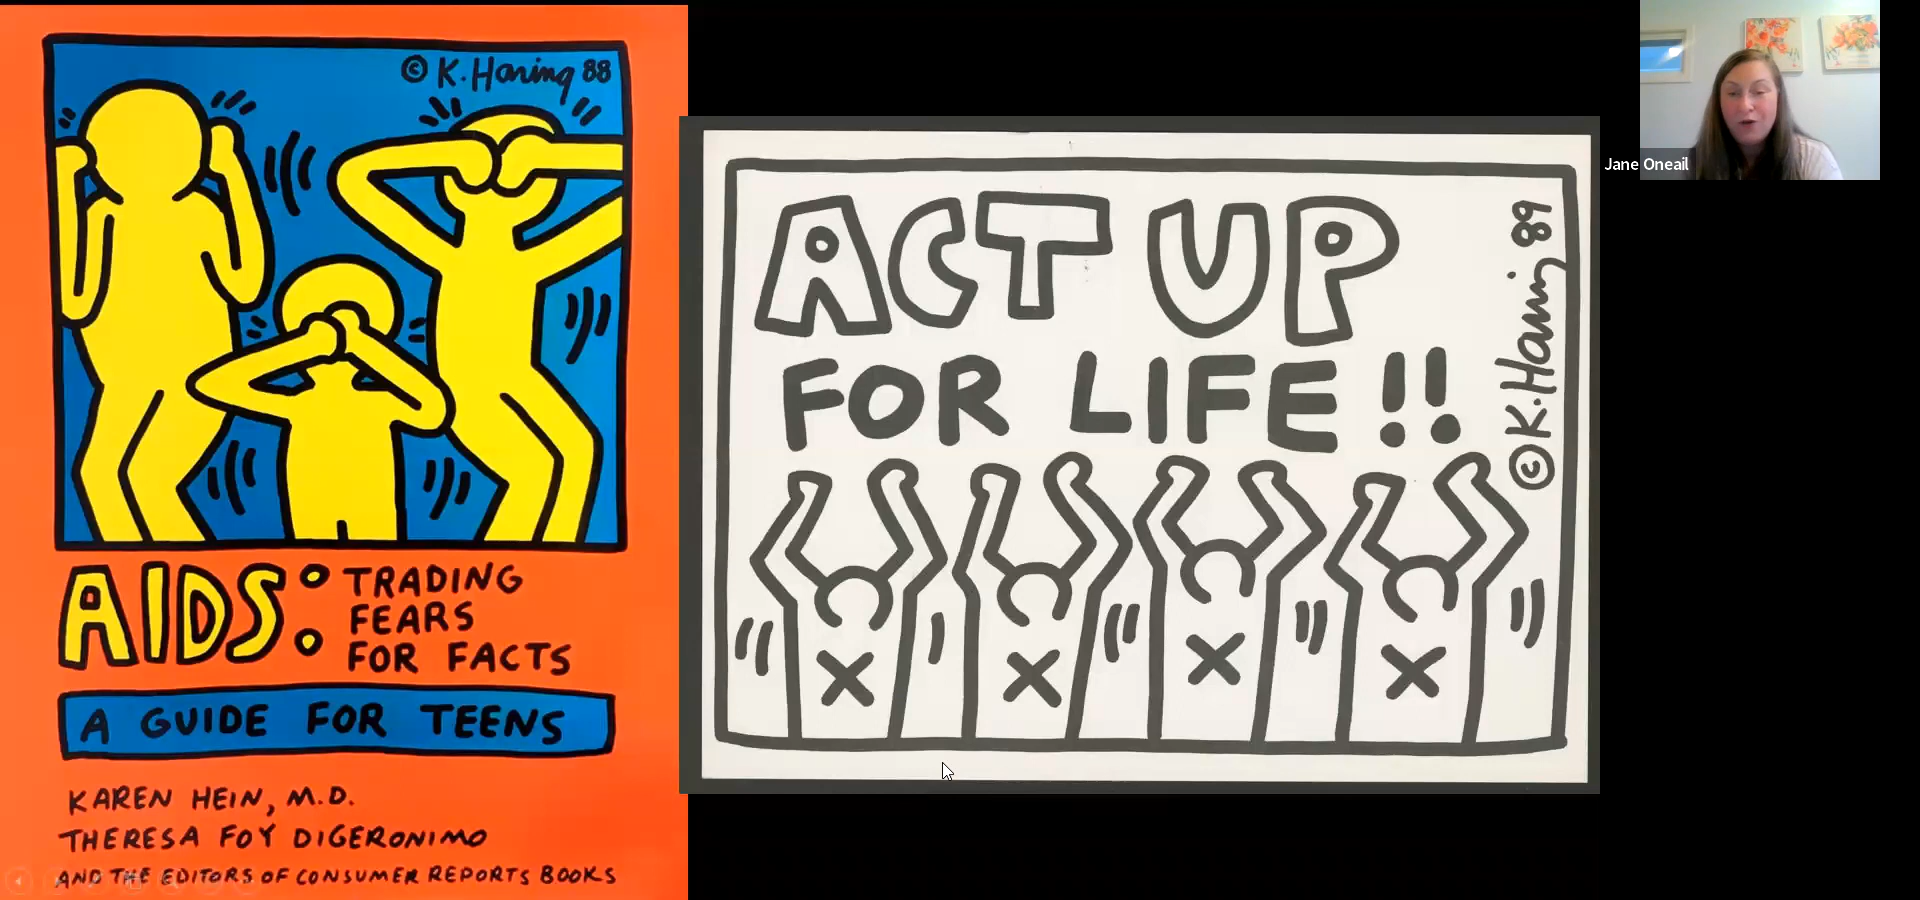 © K. Haring 88
AIDS: TRADING
FEARS
FOR FACTS
A GUIDE FOR TEENS
KAREN HEIN, M.D.
THERESA FOY DIGERONIMO
AND THE EDITORS OF CONSUMER REPORTS BOOKS
ACT UP
FOR LIFE!!
© K. Haring 89
Jane Oneail